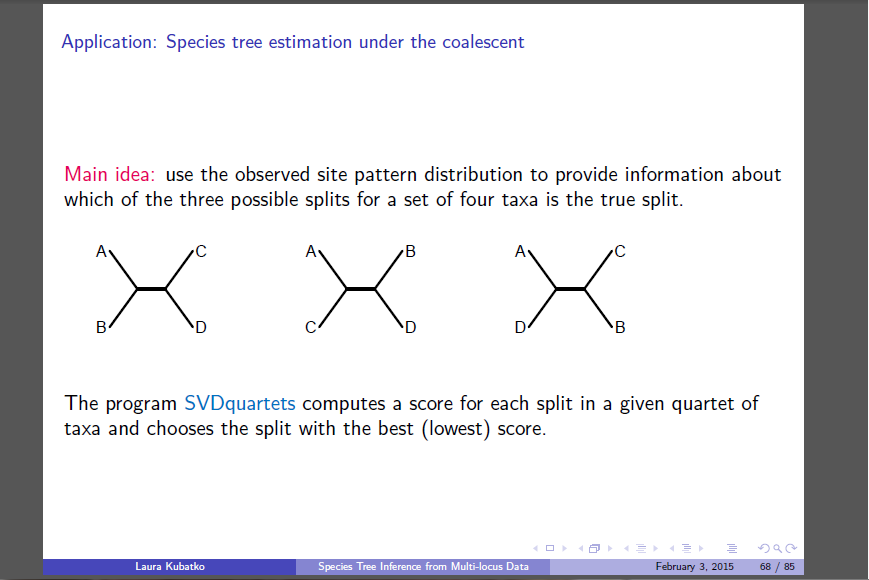 Application: Species tree estimation under the coalescent
Main idea: use the observed site pattern distribution to provide information about
which of the three possible splits for a set of four taxa is the true split.
A C A B A C
B D C D D B
The program SVDquartets computes a score for each split in a given quartet of
taxa and chooses the split with the best (lowest) score.
Laura Kubatko Species Tree Inference from Multi-locus Data February 3, 2015 68 / 85